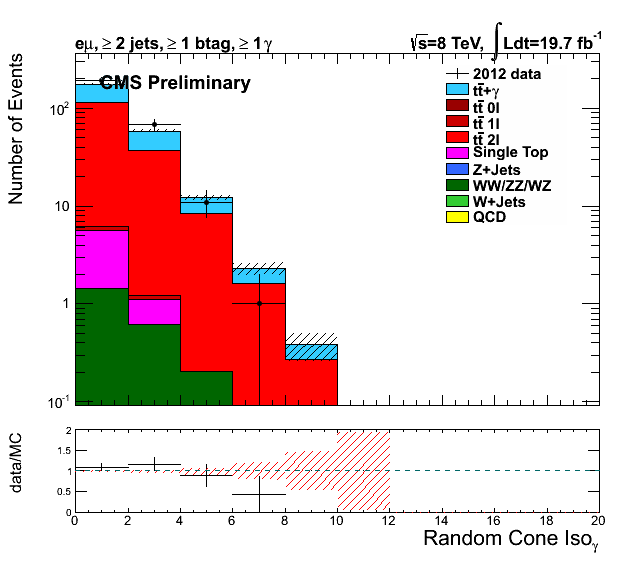 eμ, ≥ 2 jets, ≥ 1 btag, ≥ 1 γ
√s=8 TeV, ∫ Ldt=19.7 fb⁻¹
CMS Preliminary
Number of Events
10²
10
1
10⁻¹
2012 data
tt̄+γ
tt̄ 0l
tt̄ 1l
tt̄ 2l
Single Top
Z+Jets
WW/ZZ/WZ
W+Jets
QCD
data/MC
2
1.5
1
0.5
0
0 2 4 6 8 10 12 14 16 18 20
Random Cone Iso_γ